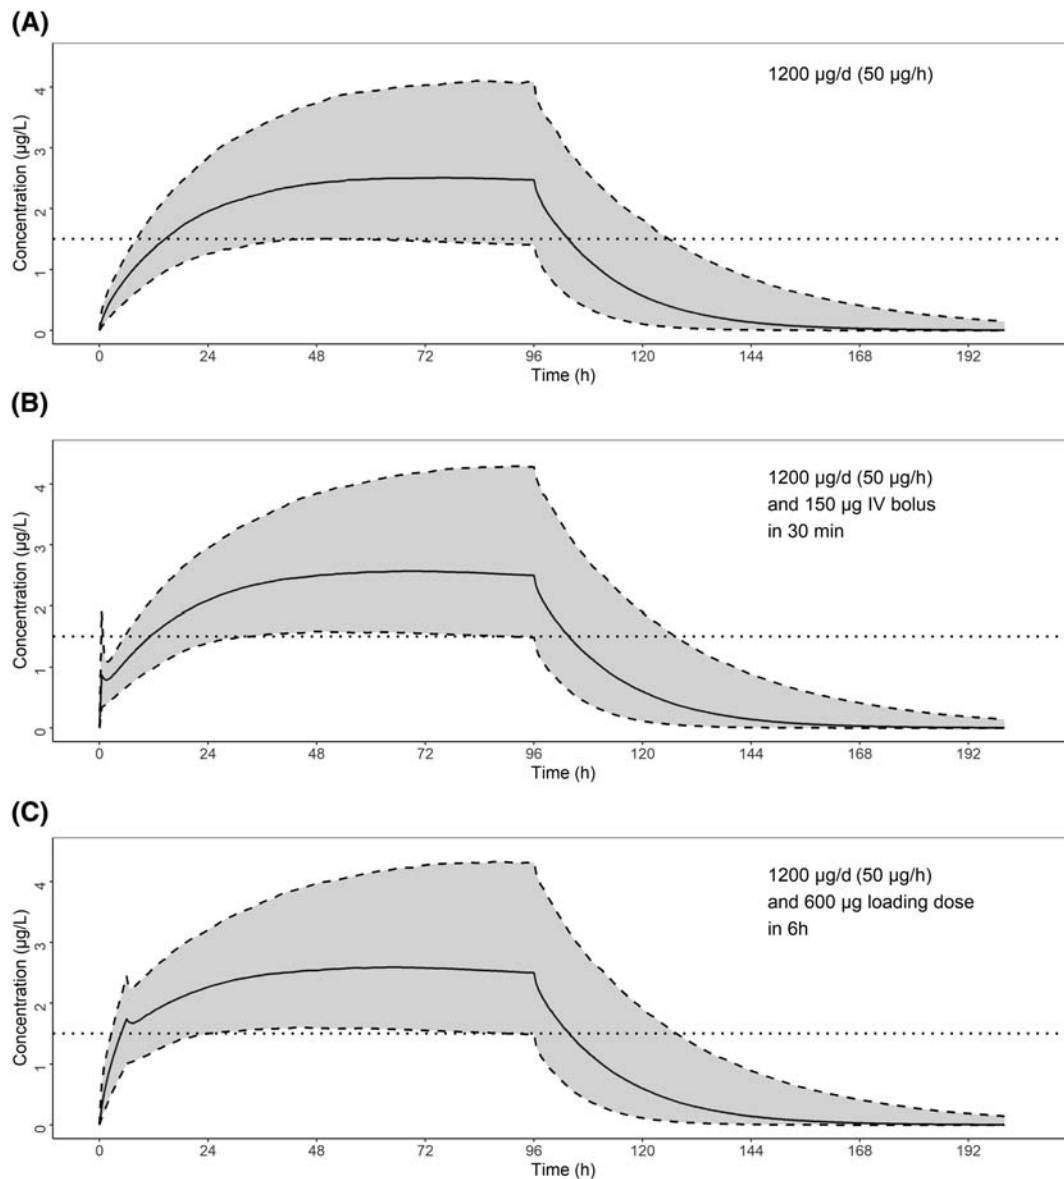 (A)
1200 µg/d (50 µg/h)
Concentration (µg/L)
4
3
2
1
0
0 24 48 72 96 120 144 168 192
Time (h)
(B)
1200 µg/d (50 µg/h)
and 150 µg IV bolus
in 30 min
Concentration (µg/L)
4
3
2
1
0
0 24 48 72 96 120 144 168 192
Time (h)
(C)
1200 µg/d (50 µg/h)
and 600 µg loading dose
in 6h
Concentration (µg/L)
4
3
2
1
0
0 24 48 72 96 120 144 168 192
Time (h)